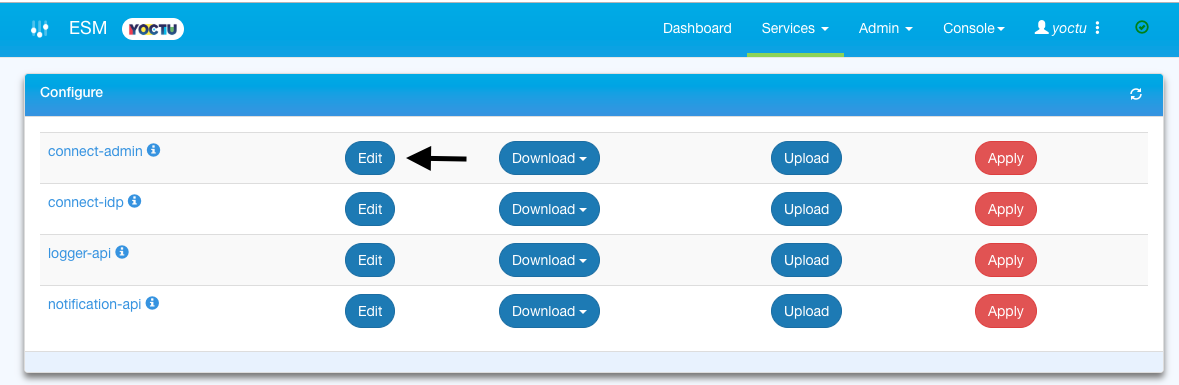 ESM YOCTU Dashboard Services Admin Console yoctu
Configure
connect-admin Edit Download Upload Apply
connect-idp Edit Download Upload Apply
logger-api Edit Download Upload Apply
notification-api Edit Download Upload Apply